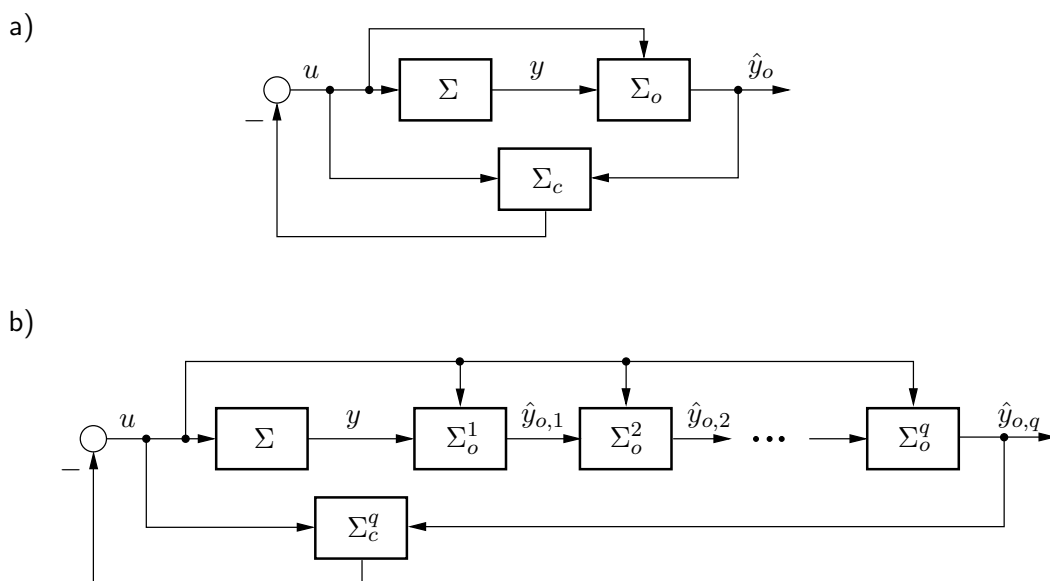 a)
u Σ y Σ_o ŷ_o
−
Σ_c
b)
u Σ y Σ_o^1 ŷ_{o,1} Σ_o^2 ŷ_{o,2} ••• Σ_o^q ŷ_{o,q}
−
Σ_c^q